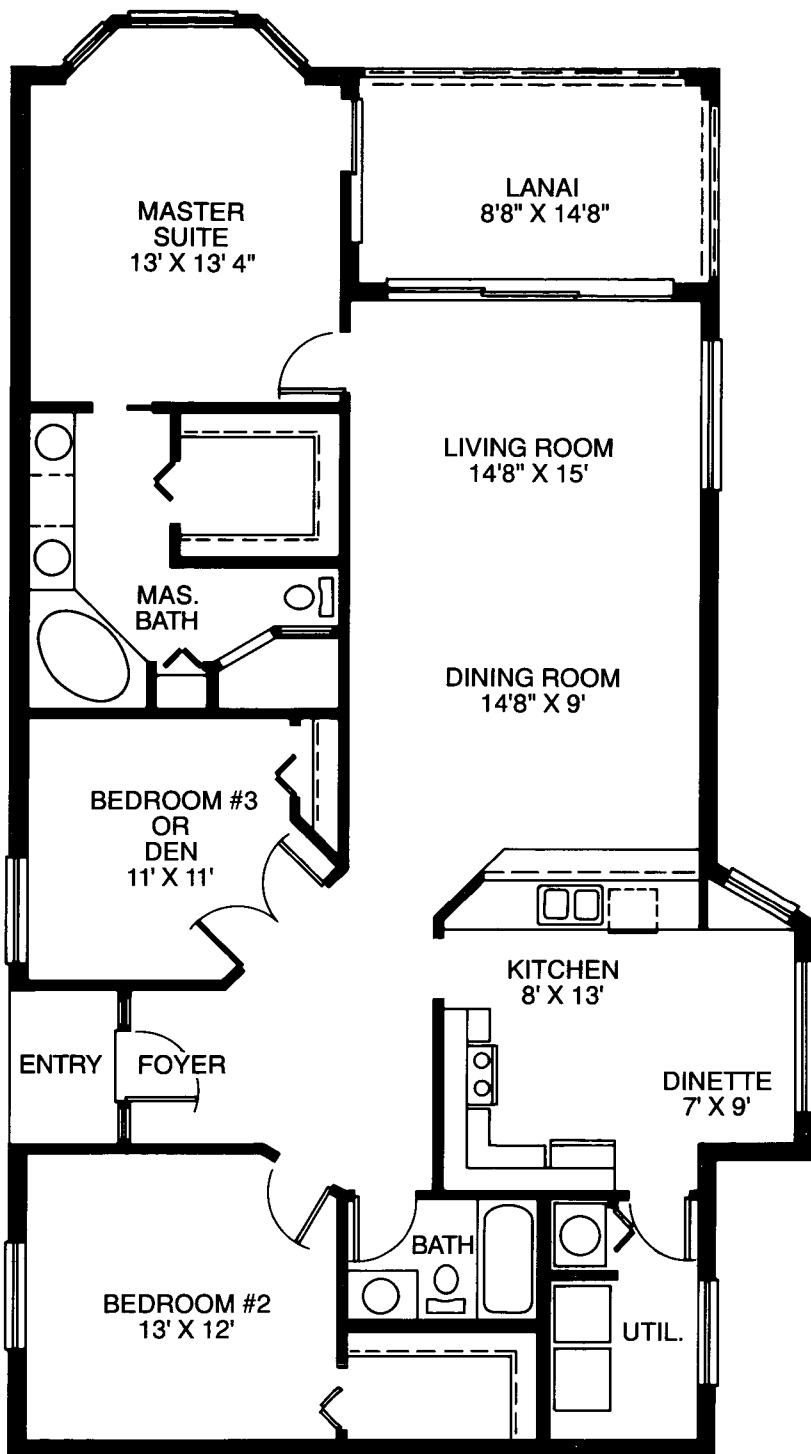 MASTER
SUITE
13' X 13' 4"
LANAI
8'8" X 14'8"
LIVING ROOM
14'8" X 15'
MAS.
BATH
DINING ROOM
14'8" X 9'
BEDROOM #3
OR
DEN
11' X 11'
KITCHEN
8' X 13'
ENTRY
FOYER
DINETTE
7' X 9'
BATH
BEDROOM #2
13' X 12'
UTIL.